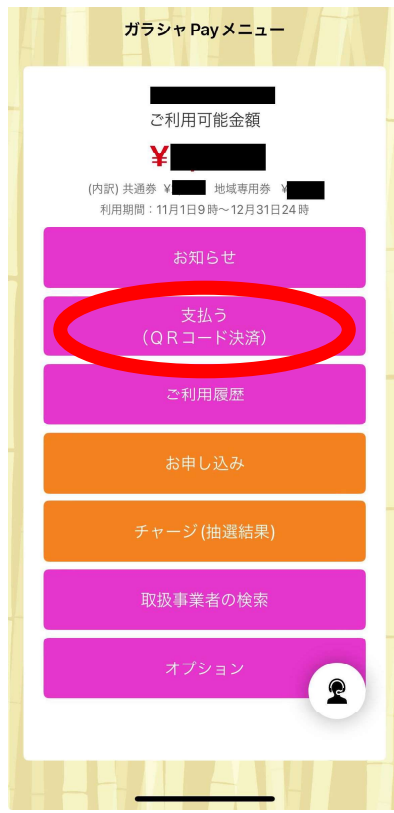 ガラシャPayメニュー
ご利用可能金額
¥
(内訳) 共通券 ¥ 地域専用券 ¥
利用期間：11月1日9時～12月31日24時
お知らせ
支払う
（ＱＲコード決済）
ご利用履歴
お申し込み
チャージ(抽選結果)
取扱事業者の検索
オプション